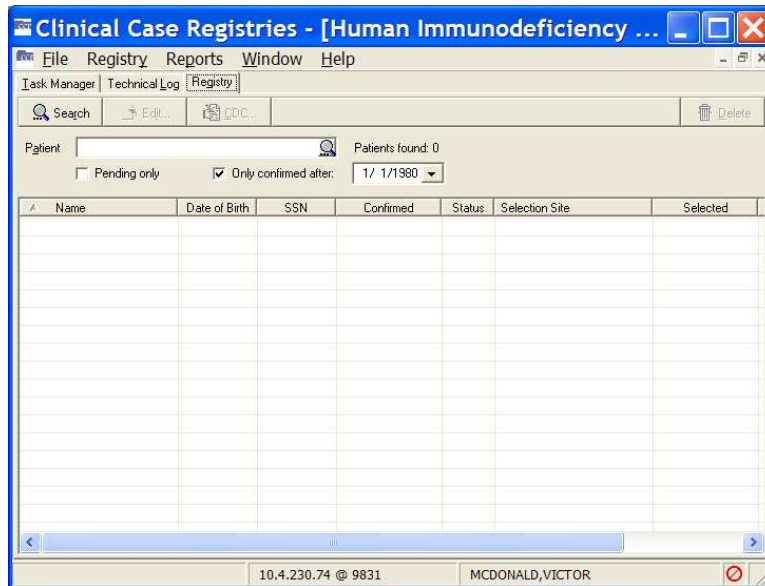 Clinical Case Registries - [Human Immunodeficiency ...
File Registry Reports Window Help
Task Manager Technical Log Registry
Search Edit... CDC... Delete
Patient Patients found: 0
Pending only Only confirmed after: 1/ 1/1980
Name Date of Birth SSN Confirmed Status Selection Site Selected
10.4.230.74 @ 9831 MCDONALD,VICTOR